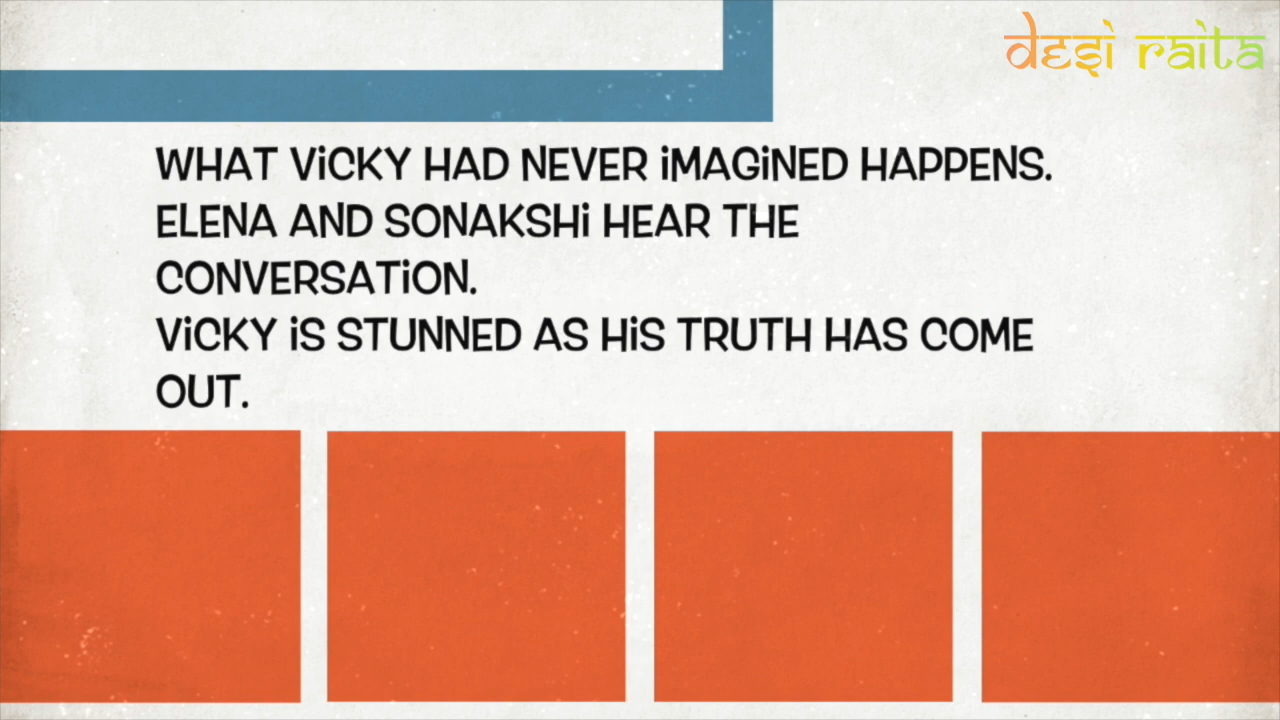 desi raita
WHAT ViCKY HAD NEVER iMAGiNED HAPPENS.
ELENA AND SONAKSHi HEAR THE
CONVERSATiON.
ViCKY iS STUNNED AS HiS TRUTH HAS COME
OUT.